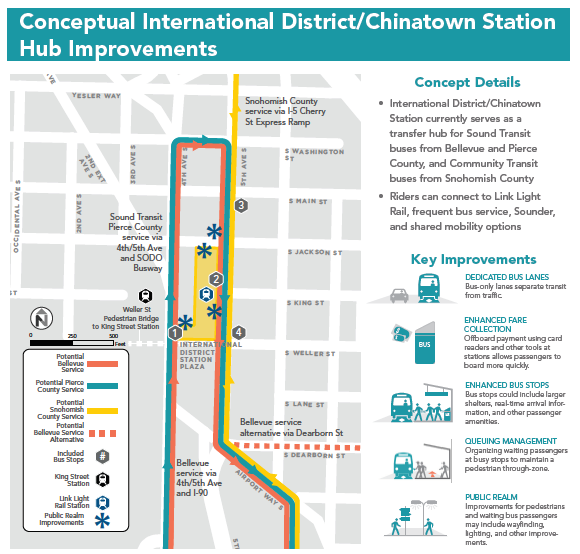 Conceptual International District/Chinatown Station
Hub Improvements
YESLER WAY
Snohomish County
service via I-5 Cherry
St Express Ramp
2ND EXT
AVE S
3RD AVE S
4TH AVE S
5TH AVE S
S WASHINGTON
ST
OCCIDENTAL AVE S
2ND AVE S
S MAIN ST
3
Sound Transit
Pierce County
service via
4th/5th Ave
and SODO
Busway
S JACKSON ST
2
ST
S KING ST
Weller St
Pedestrian Bridge
to King Street Station
N
0 250 500
Feet
1
4
INTERNATIONAL
DISTRICT
STATION
PLAZA
S WELLER ST
S LANE ST
Bellevue service
alternative via Dearborn St
S DEARBORN ST
Bellevue
service via
4th/5th Ave
and I-90
AIRPORT WAY S
Potential
Bellevue
Service
Potential Pierce
County Service
Potential
Snohomish
County Service
Potential
Bellevue Service
Alternative
Included
Bus Stops
#
King Street
Station
Link Light
Rail Station
Public Realm
Improvements
Concept Details
• International District/Chinatown
Station currently serves as a
transfer hub for Sound Transit
buses from Bellevue and Pierce
County, and Community Transit
buses from Snohomish County
• Riders can connect to Link Light
Rail, frequent bus service, Sounder,
and shared mobility options
Key Improvements
DEDICATED BUS LANES
Bus-only lanes separate transit
from traffic.
ENHANCED FARE
COLLECTION
Offboard payment using card
readers and other tools at
stations allows passengers to
board more quickly.
BUS
ENHANCED BUS STOPS
Bus stops could include larger
shelters, real-time arrival infor-
mation, and other passenger
amenities.
QUEUING MANAGEMENT
Organizing waiting passengers
at busy stops to maintain a
pedestrian through-zone.
PUBLIC REALM
Improvements for pedestrians
and waiting bus passengers
may include wayfinding,
lighting, and other improve-
ments.